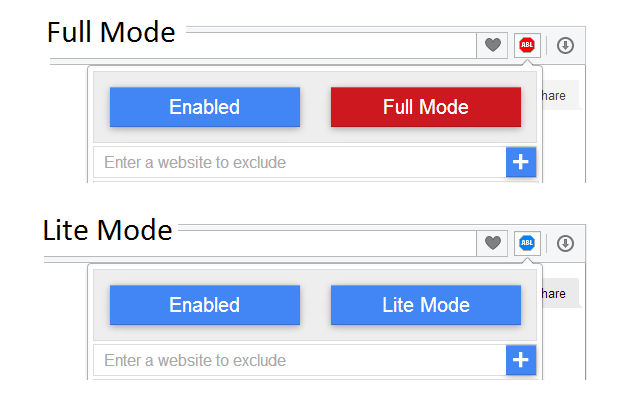 Full Mode
ABL
hare
Enabled
Full Mode
Enter a website to exclude
Lite Mode
ABL
hare
Enabled
Lite Mode
Enter a website to exclude